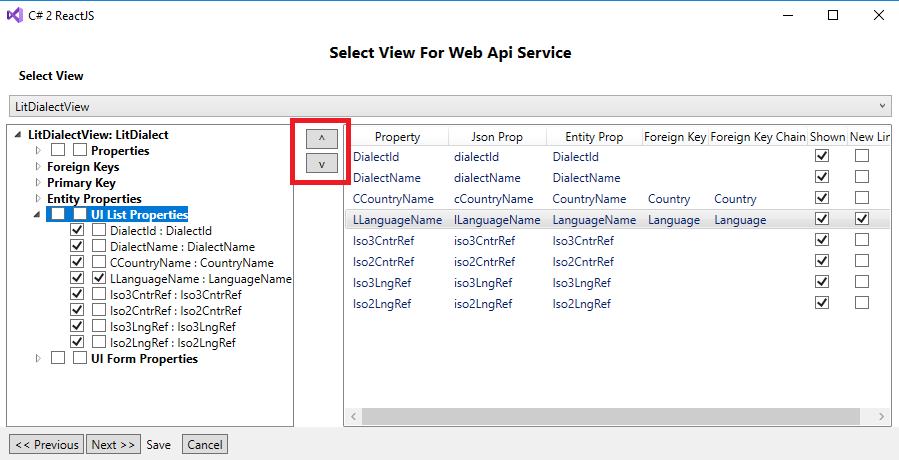 C# 2 ReactJS
Select View For Web Api Service
Select View
LitDialectView
LitDialectView: LitDialect
Properties
Foreign Keys
Primary Key
Entity Properties
UI List Properties
DialectId : DialectId
DialectName : DialectName
CCountryName : CountryName
LLanguageName : LanguageName
Iso3CntrRef : Iso3CntrRef
Iso2CntrRef : Iso2CntrRef
Iso3LngRef : Iso3LngRef
Iso2LngRef : Iso2LngRef
UI Form Properties
^
v
Property Json Prop Entity Prop Foreign Key Foreign Key Chain Shown New Lin
DialectId dialectId DialectId
DialectName dialectName DialectName
CCountryName cCountryName CountryName Country Country
LLanguageName lLanguageName LanguageName Language Language
Iso3CntrRef iso3CntrRef Iso3CntrRef
Iso2CntrRef iso2CntrRef Iso2CntrRef
Iso3LngRef iso3LngRef Iso3LngRef
Iso2LngRef iso2LngRef Iso2LngRef
<< Previous Next >> Save Cancel